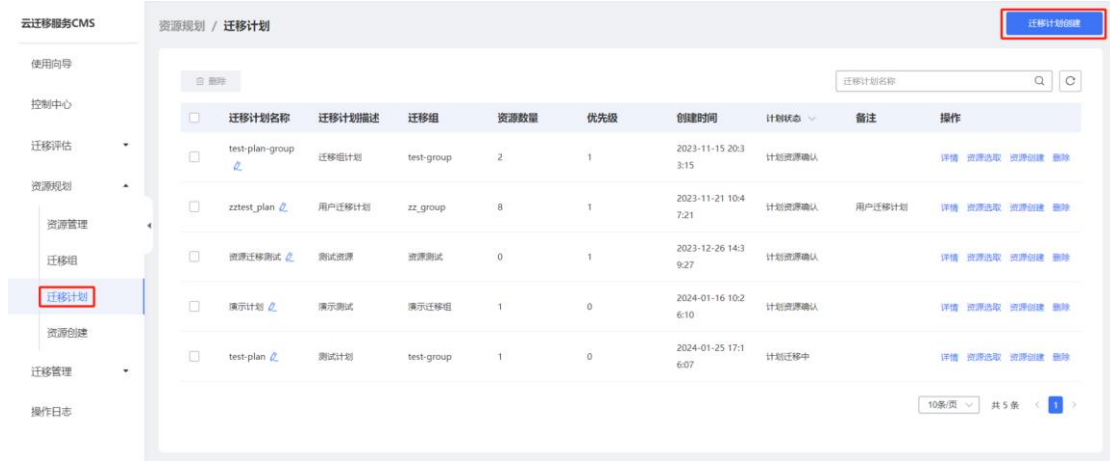 云迁移服务CMS
使用向导
控制中心
迁移评估
资源规划
资源管理
迁移组
迁移计划
资源创建
迁移管理
操作日志
资源规划 / 迁移计划
迁移计划创建
删除
迁移计划名称
迁移计划名称 迁移计划描述 迁移组 资源数量 优先级 创建时间 计划状态 备注 操作
test-plan-group 迁移组计划 test-group 2 1 2023-11-15 20:3
3:15 计划资源确认 详情 资源选取 资源创建 删除
zztest_plan 用户迁移计划 zz_group 8 1 2023-11-21 10:4
7:21 计划资源确认 用户迁移计划 详情 资源选取 资源创建 删除
资源迁移测试 测试资源 资源测试 0 1 2023-12-26 14:3
9:27 计划资源确认 详情 资源选取 资源创建 删除
演示计划 演示测试 演示迁移组 1 0 2024-01-16 10:2
6:10 计划资源确认 详情 资源选取 资源创建 删除
test-plan 测试计划 test-group 1 0 2024-01-25 17:1
6:07 计划迁移中 详情 资源选取 资源创建 删除
10条/页 共 5 条 1